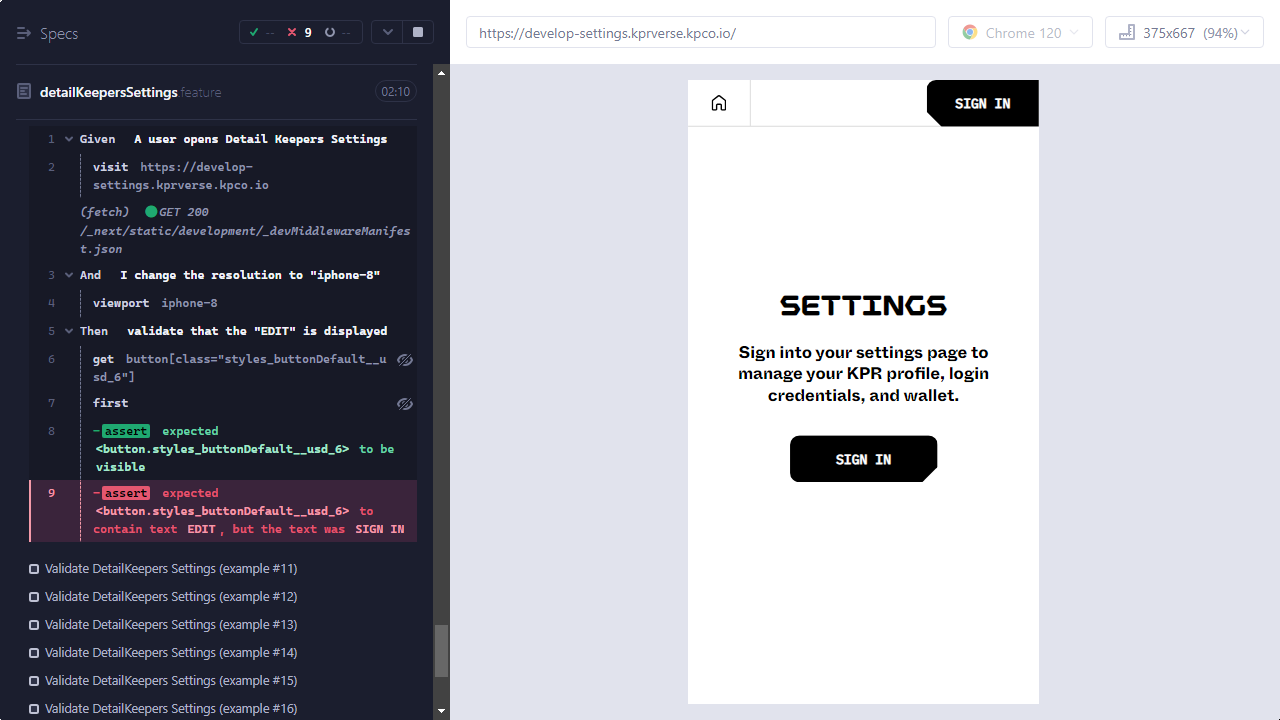 Specs
-- 9 --
detailKeepersSettings feature
02:10
1 Given A user opens Detail Keepers Settings
2 visit https://develop-
settings.kprverse.kpco.io
(fetch) GET 200
/_next/static/development/_devMiddlewareManifes
t.json
3 And I change the resolution to "iphone-8"
4 viewport iphone-8
5 Then validate that the "EDIT" is displayed
6 get button[class="styles_buttonDefault__u
sd_6"]
7 first
8 -assert expected
<button.styles_buttonDefault__usd_6> to be
visible
9 -assert expected
<button.styles_buttonDefault__usd_6> to
contain text EDIT, but the text was SIGN IN
Validate DetailKeepers Settings (example #11)
Validate DetailKeepers Settings (example #12)
Validate DetailKeepers Settings (example #13)
Validate DetailKeepers Settings (example #14)
Validate DetailKeepers Settings (example #15)
Validate DetailKeepers Settings (example #16)
https://develop-settings.kprverse.kpco.io/
Chrome 120
375x667 (94%)
SIGN IN
SETTINGS
Sign into your settings page to
manage your KPR profile, login
credentials, and wallet.
SIGN IN